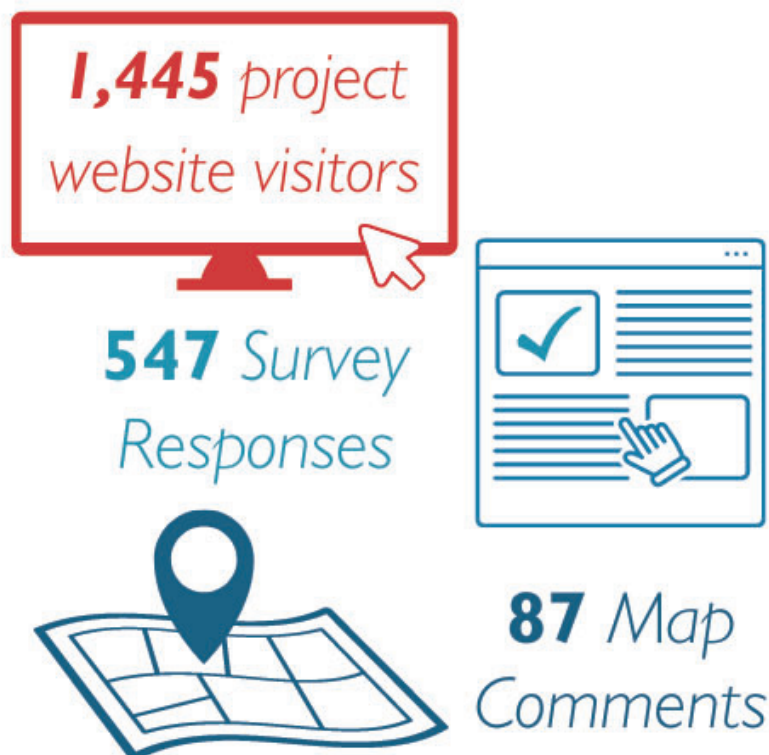 1,445 project
website visitors
547 Survey
Responses
87 Map
Comments